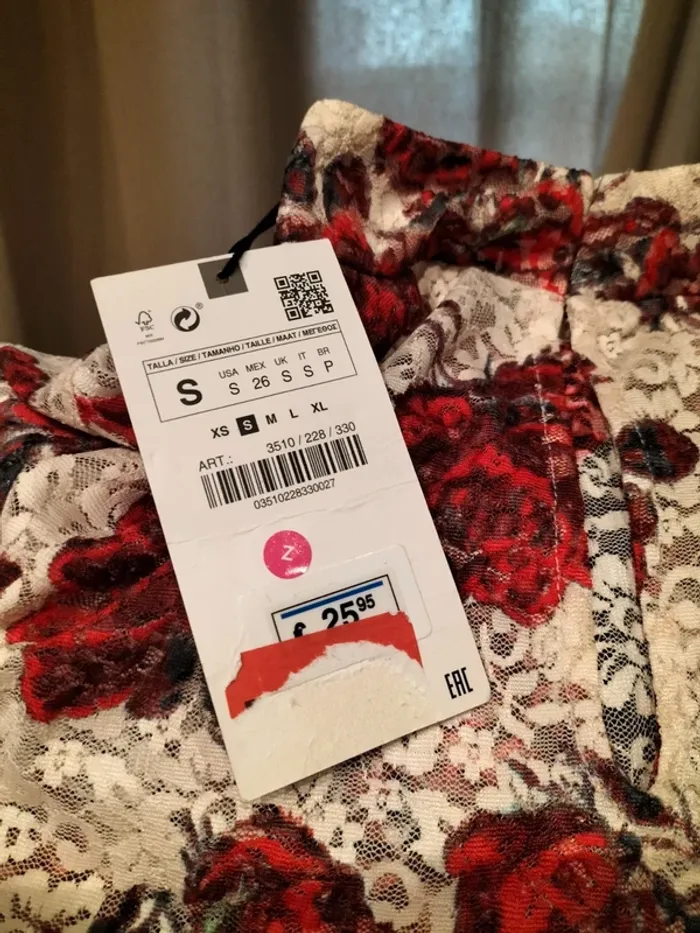 FSC
TALLA / SIZE / TAMANHO / TAILLE / MAAT / ΜΕΓΕΘΟΣ
S
USA MEX UK IT BR
S 26 S S P
XS S M L XL
ART.: 3510 / 228 / 330
03510228330027
Z
£ 25 95
EAC